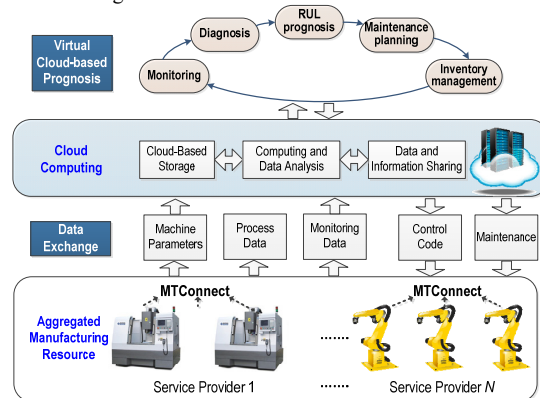 Diagnosis
RUL
prognosis
Maintenance
planning
Monitoring
Inventory
management
Virtual
Cloud-based
Prognosis
Cloud
Computing
Cloud-Based
Storage
Computing and
Data Analysis
Data and
Information Sharing
Data
Exchange
Machine
Parameters
Process
Data
Monitoring
Data
Control
Code
Maintenance
MTConnect
MTConnect
Aggregated
Manufacturing
Resource
........
Service Provider 1
........
Service Provider N